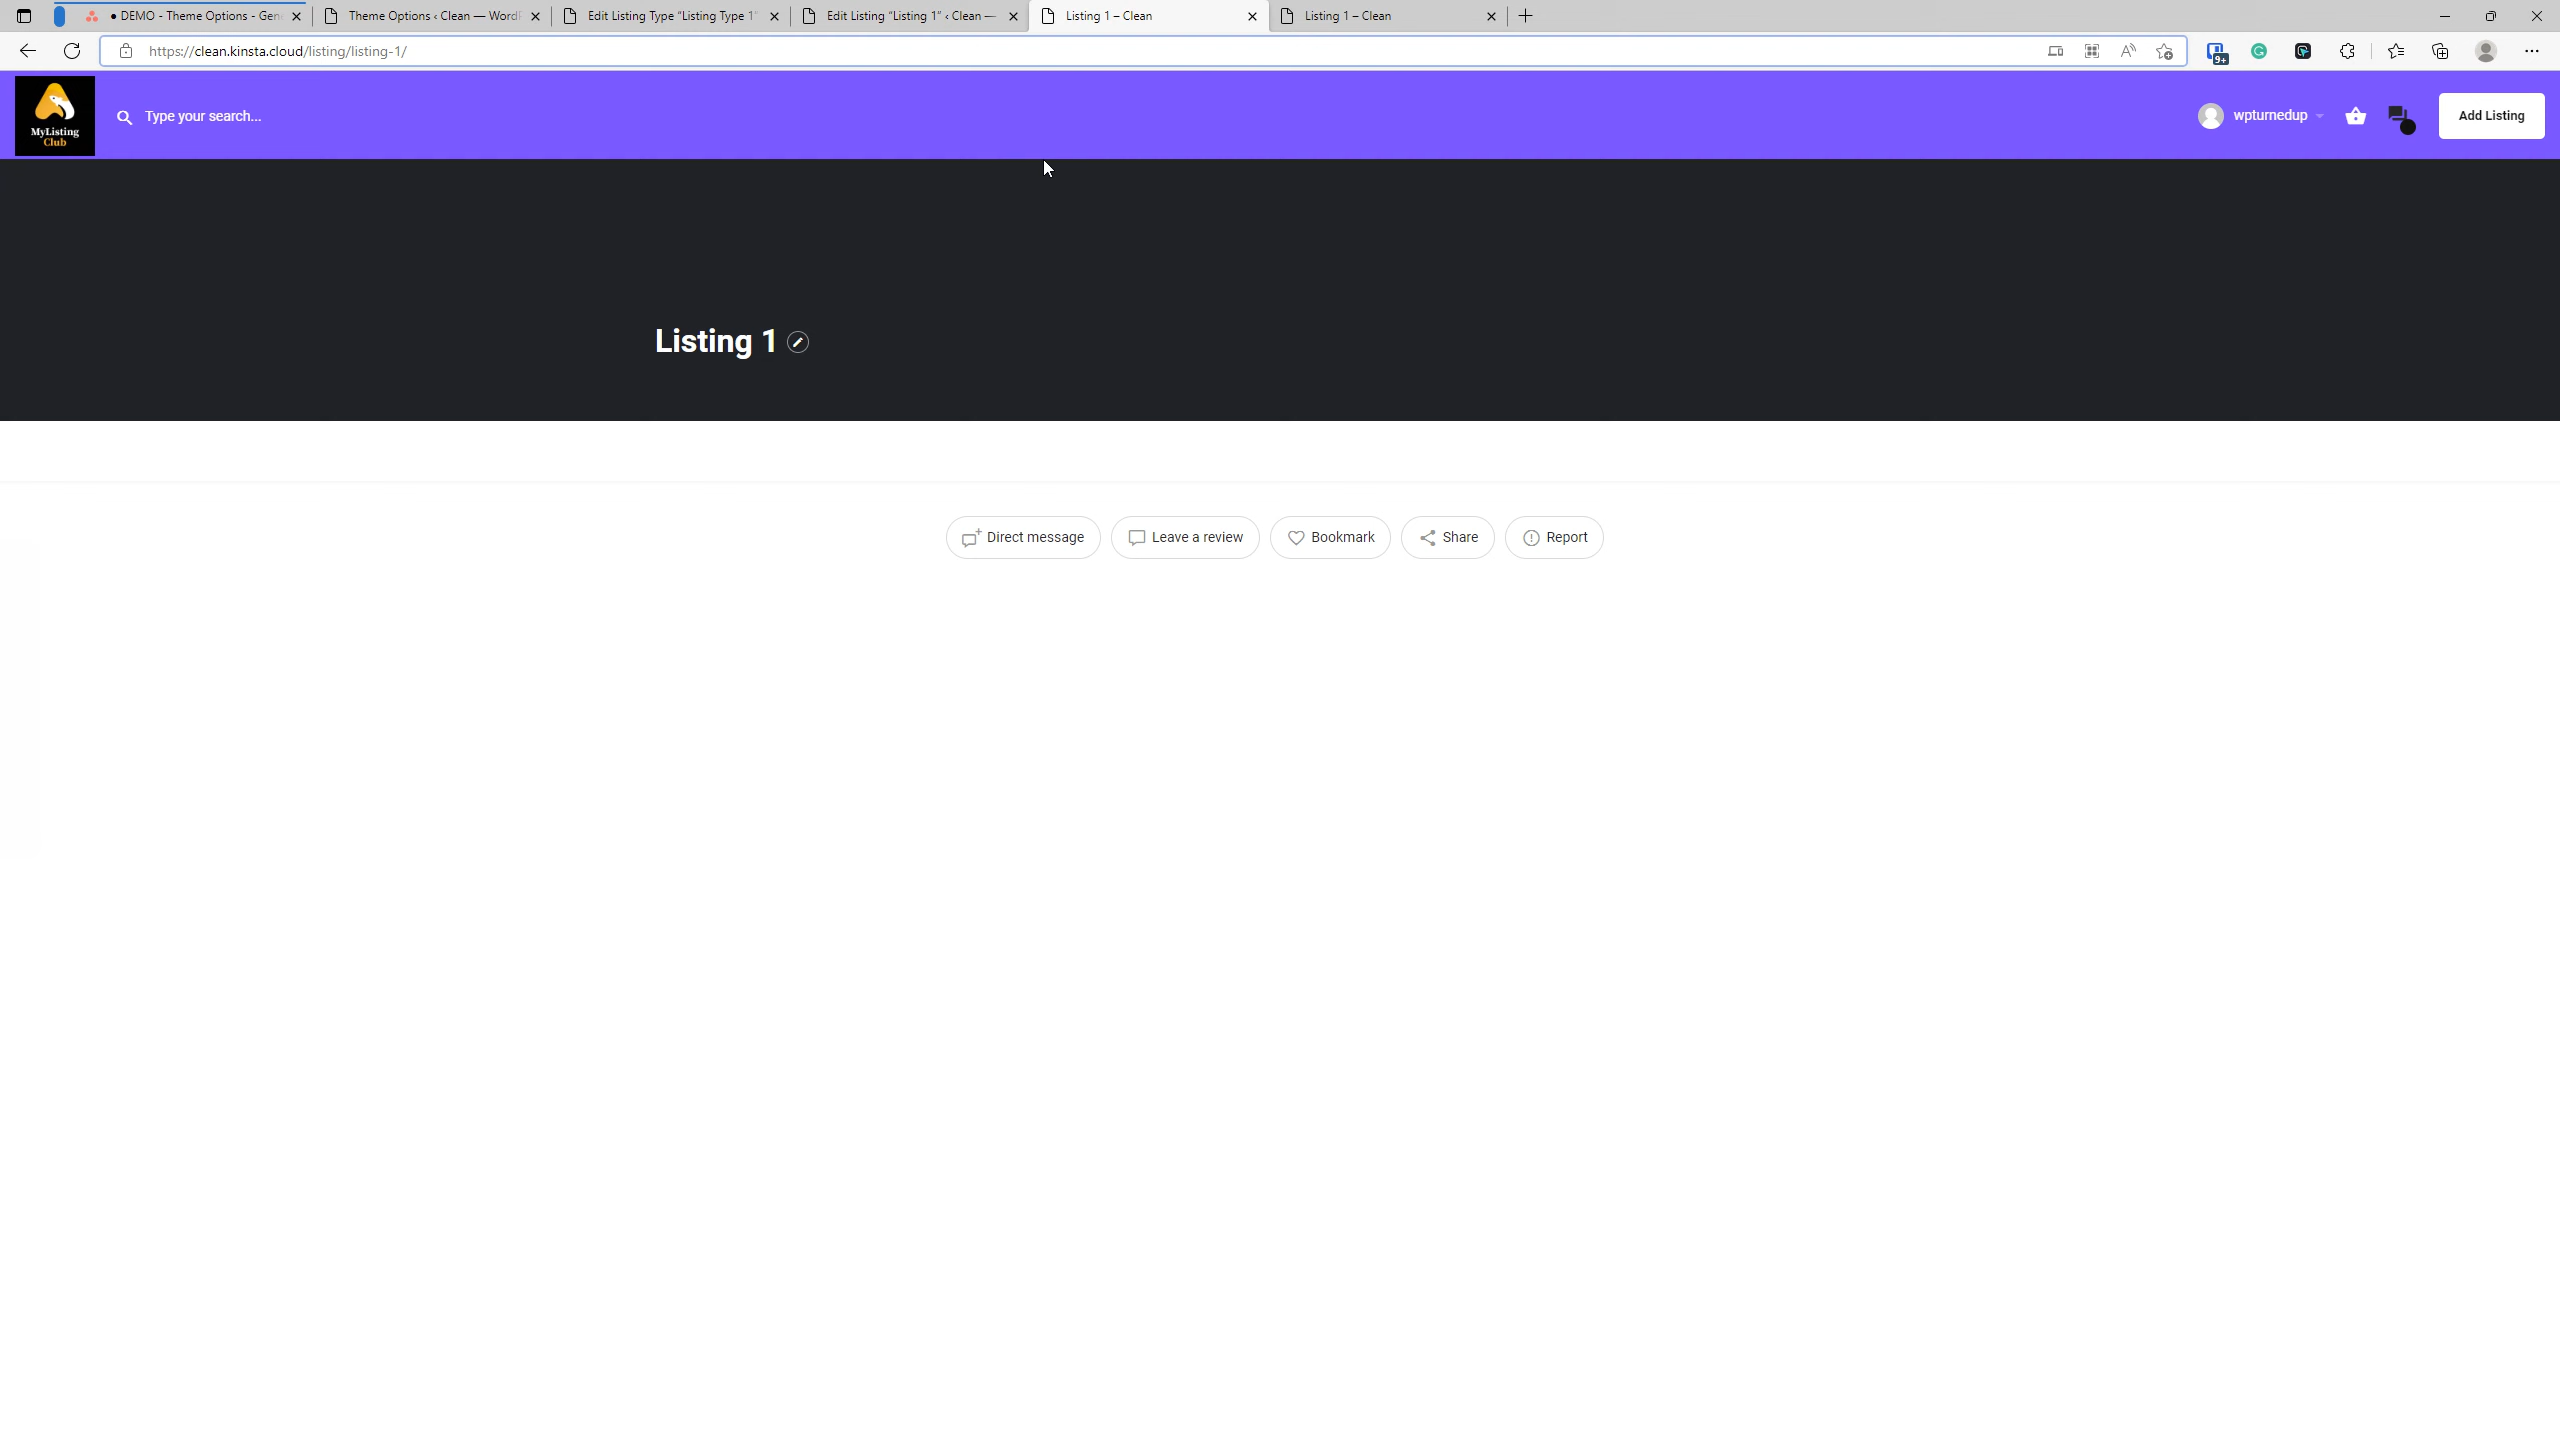 DEMO - Theme Options - Gen
Theme Options ‹ Clean — Word
Edit Listing Type "Listing Type 1"
Edit Listing "Listing 1" ‹ Clean —
Listing 1 – Clean
Listing 1 – Clean
https://clean.kinsta.cloud/listing/listing-1/
9+
MyListing
Club
Type your search...
wpturnedup
Add Listing
Listing 1
Direct message
Leave a review
Bookmark
Share
Report